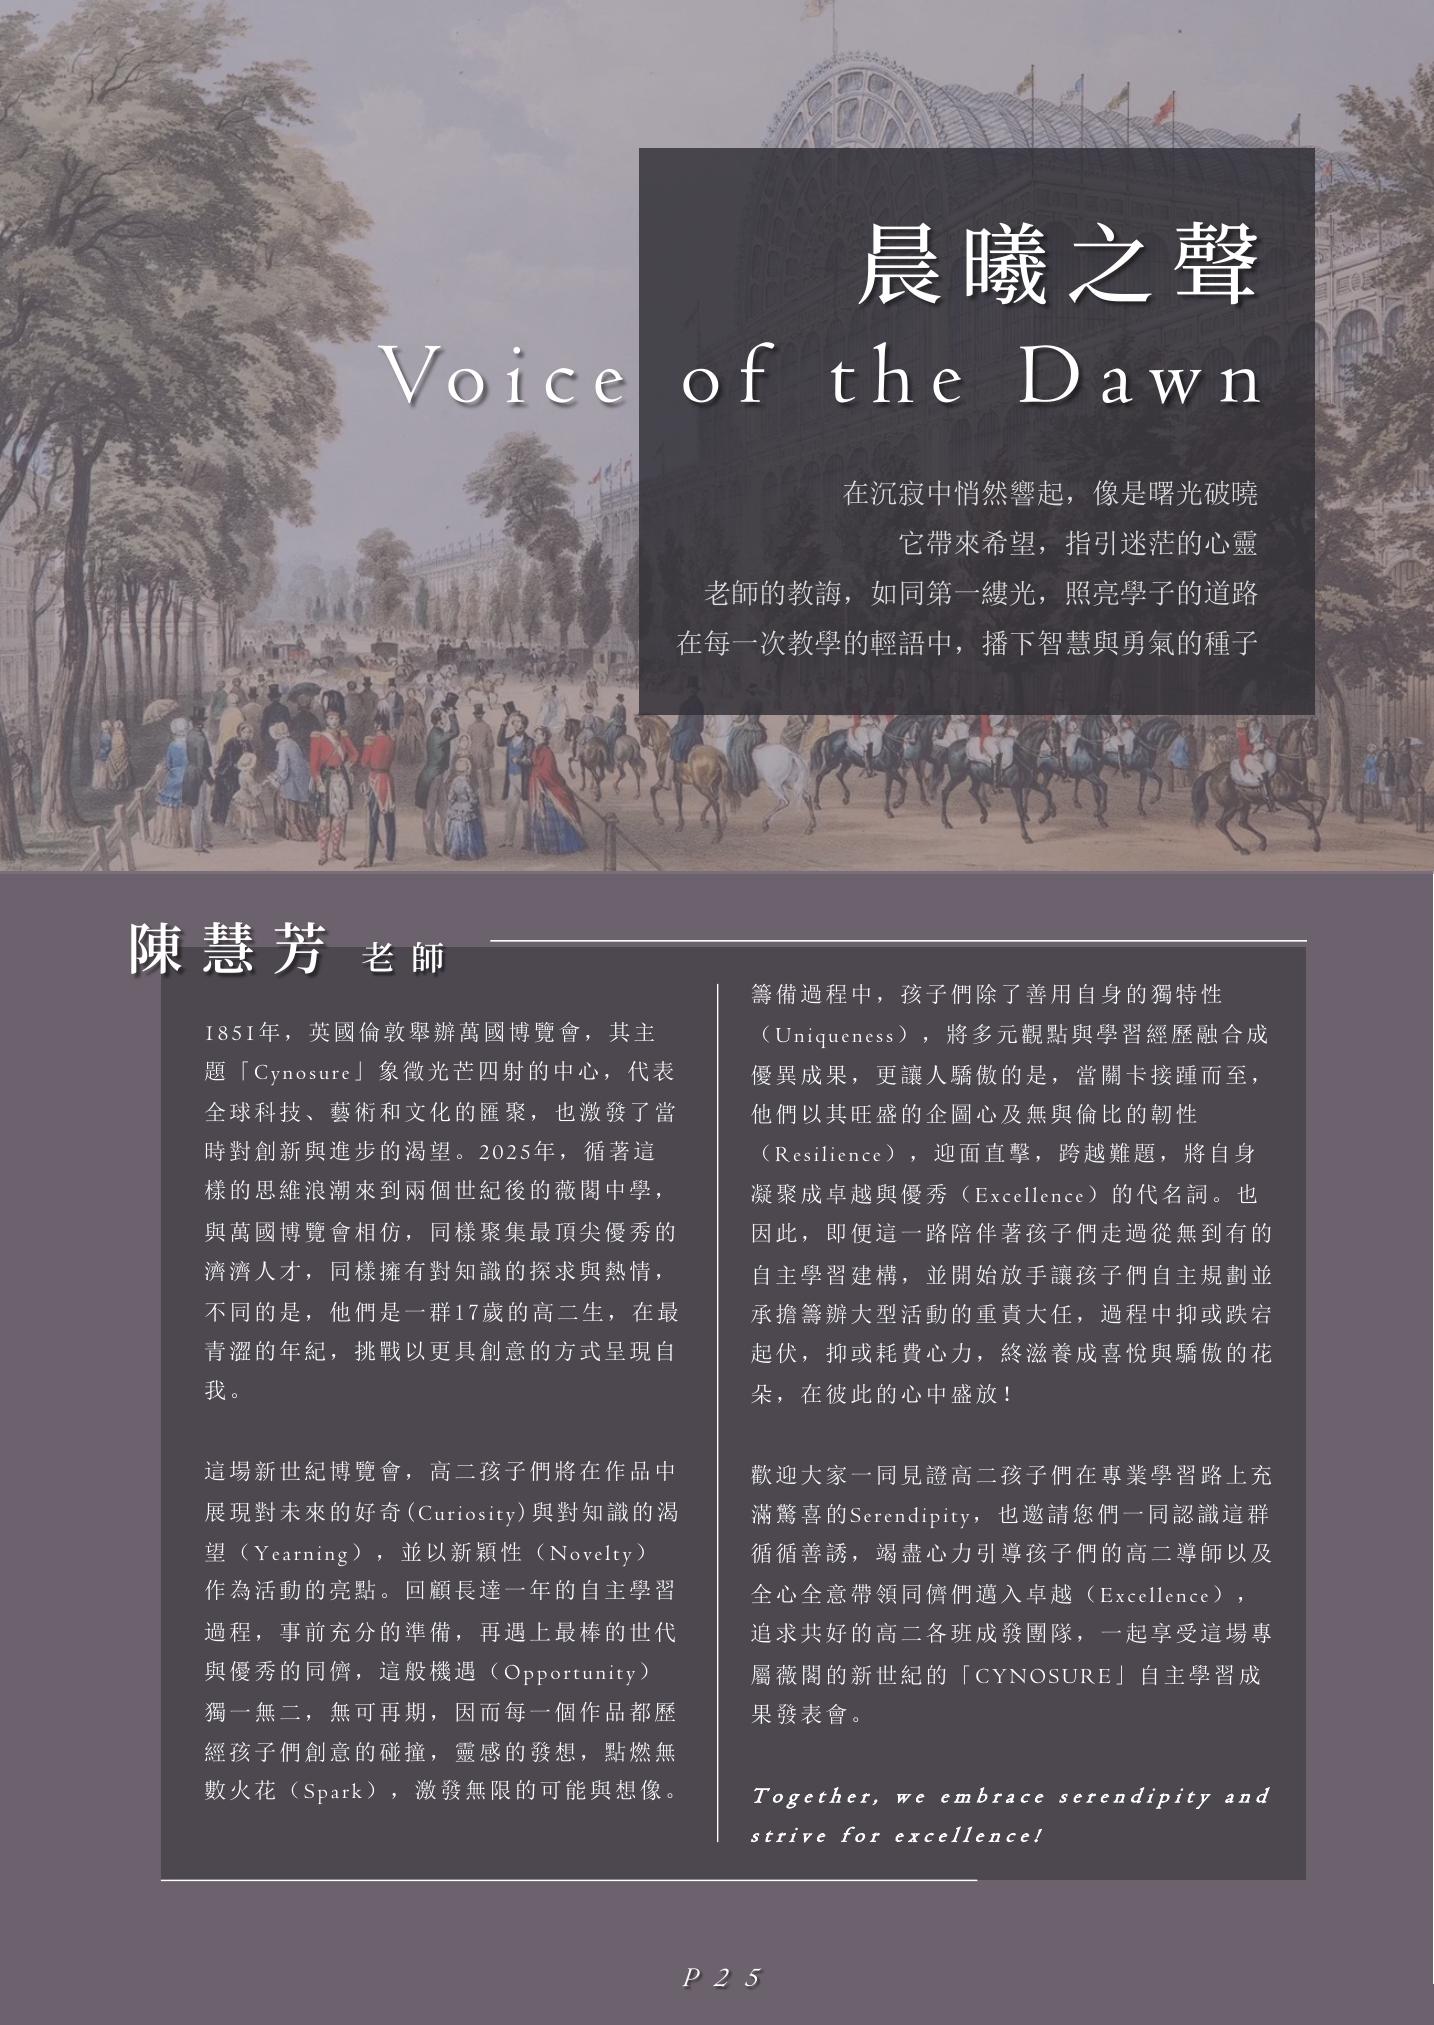 晨曦之聲
Voice of the Dawn
在沉寂中悄然響起，像是曙光破曉
它帶來希望，指引迷茫的心靈
老師的教誨，如同第一縷光，照亮學子的道路
在每一次教學的輕語中，播下智慧與勇氣的種子
陳慧芳 老師
1851年，英國倫敦舉辦萬國博覽會，其主
題「Cynosure」象徵光芒四射的中心，代表
全球科技、藝術和文化的匯聚，也激發了當
時對創新與進步的渴望。2025年，循著這
樣的思維浪潮來到兩個世紀後的薇閣中學，
與萬國博覽會相仿，同樣聚集最頂尖優秀的
濟濟人才，同樣擁有對知識的探求與熱情，
不同的是，他們是一群17歲的高二生，在最
青澀的年紀，挑戰以更具創意的方式呈現自
我。
這場新世紀博覽會，高二孩子們將在作品中
展現對未來的好奇(Curiosity)與對知識的渴
望（Yearning），並以新穎性（Novelty）
作為活動的亮點。回顧長達一年的自主學習
過程，事前充分的準備，再遇上最棒的世代
與優秀的同儕，這般機遇（Opportunity）
獨一無二，無可再期，因而每一個作品都歷
經孩子們創意的碰撞，靈感的發想，點燃無
數火花（Spark），激發無限的可能與想像。
籌備過程中，孩子們除了善用自身的獨特性
（Uniqueness），將多元觀點與學習經歷融合成
優異成果，更讓人驕傲的是，當關卡接踵而至，
他們以其旺盛的企圖心及無與倫比的韌性
（Resilience），迎面直擊，跨越難題，將自身
凝聚成卓越與優秀（Excellence）的代名詞。也
因此，即便這一路陪伴著孩子們走過從無到有的
自主學習建構，並開始放手讓孩子們自主規劃並
承擔籌辦大型活動的重責大任，過程中抑或跌宕
起伏，抑或耗費心力，終滋養成喜悅與驕傲的花
朵，在彼此的心中盛放！
歡迎大家一同見證高二孩子們在專業學習路上充
滿驚喜的Serendipity，也邀請您們一同認識這群
循循善誘，竭盡心力引導孩子們的高二導師以及
全心全意帶領同儕們邁入卓越（Excellence），
追求共好的高二各班成發團隊，一起享受這場專
屬薇閣的新世紀的「CYNOSURE」自主學習成
果發表會。
Together, we embrace serendipity and
strive for excellence!
P25